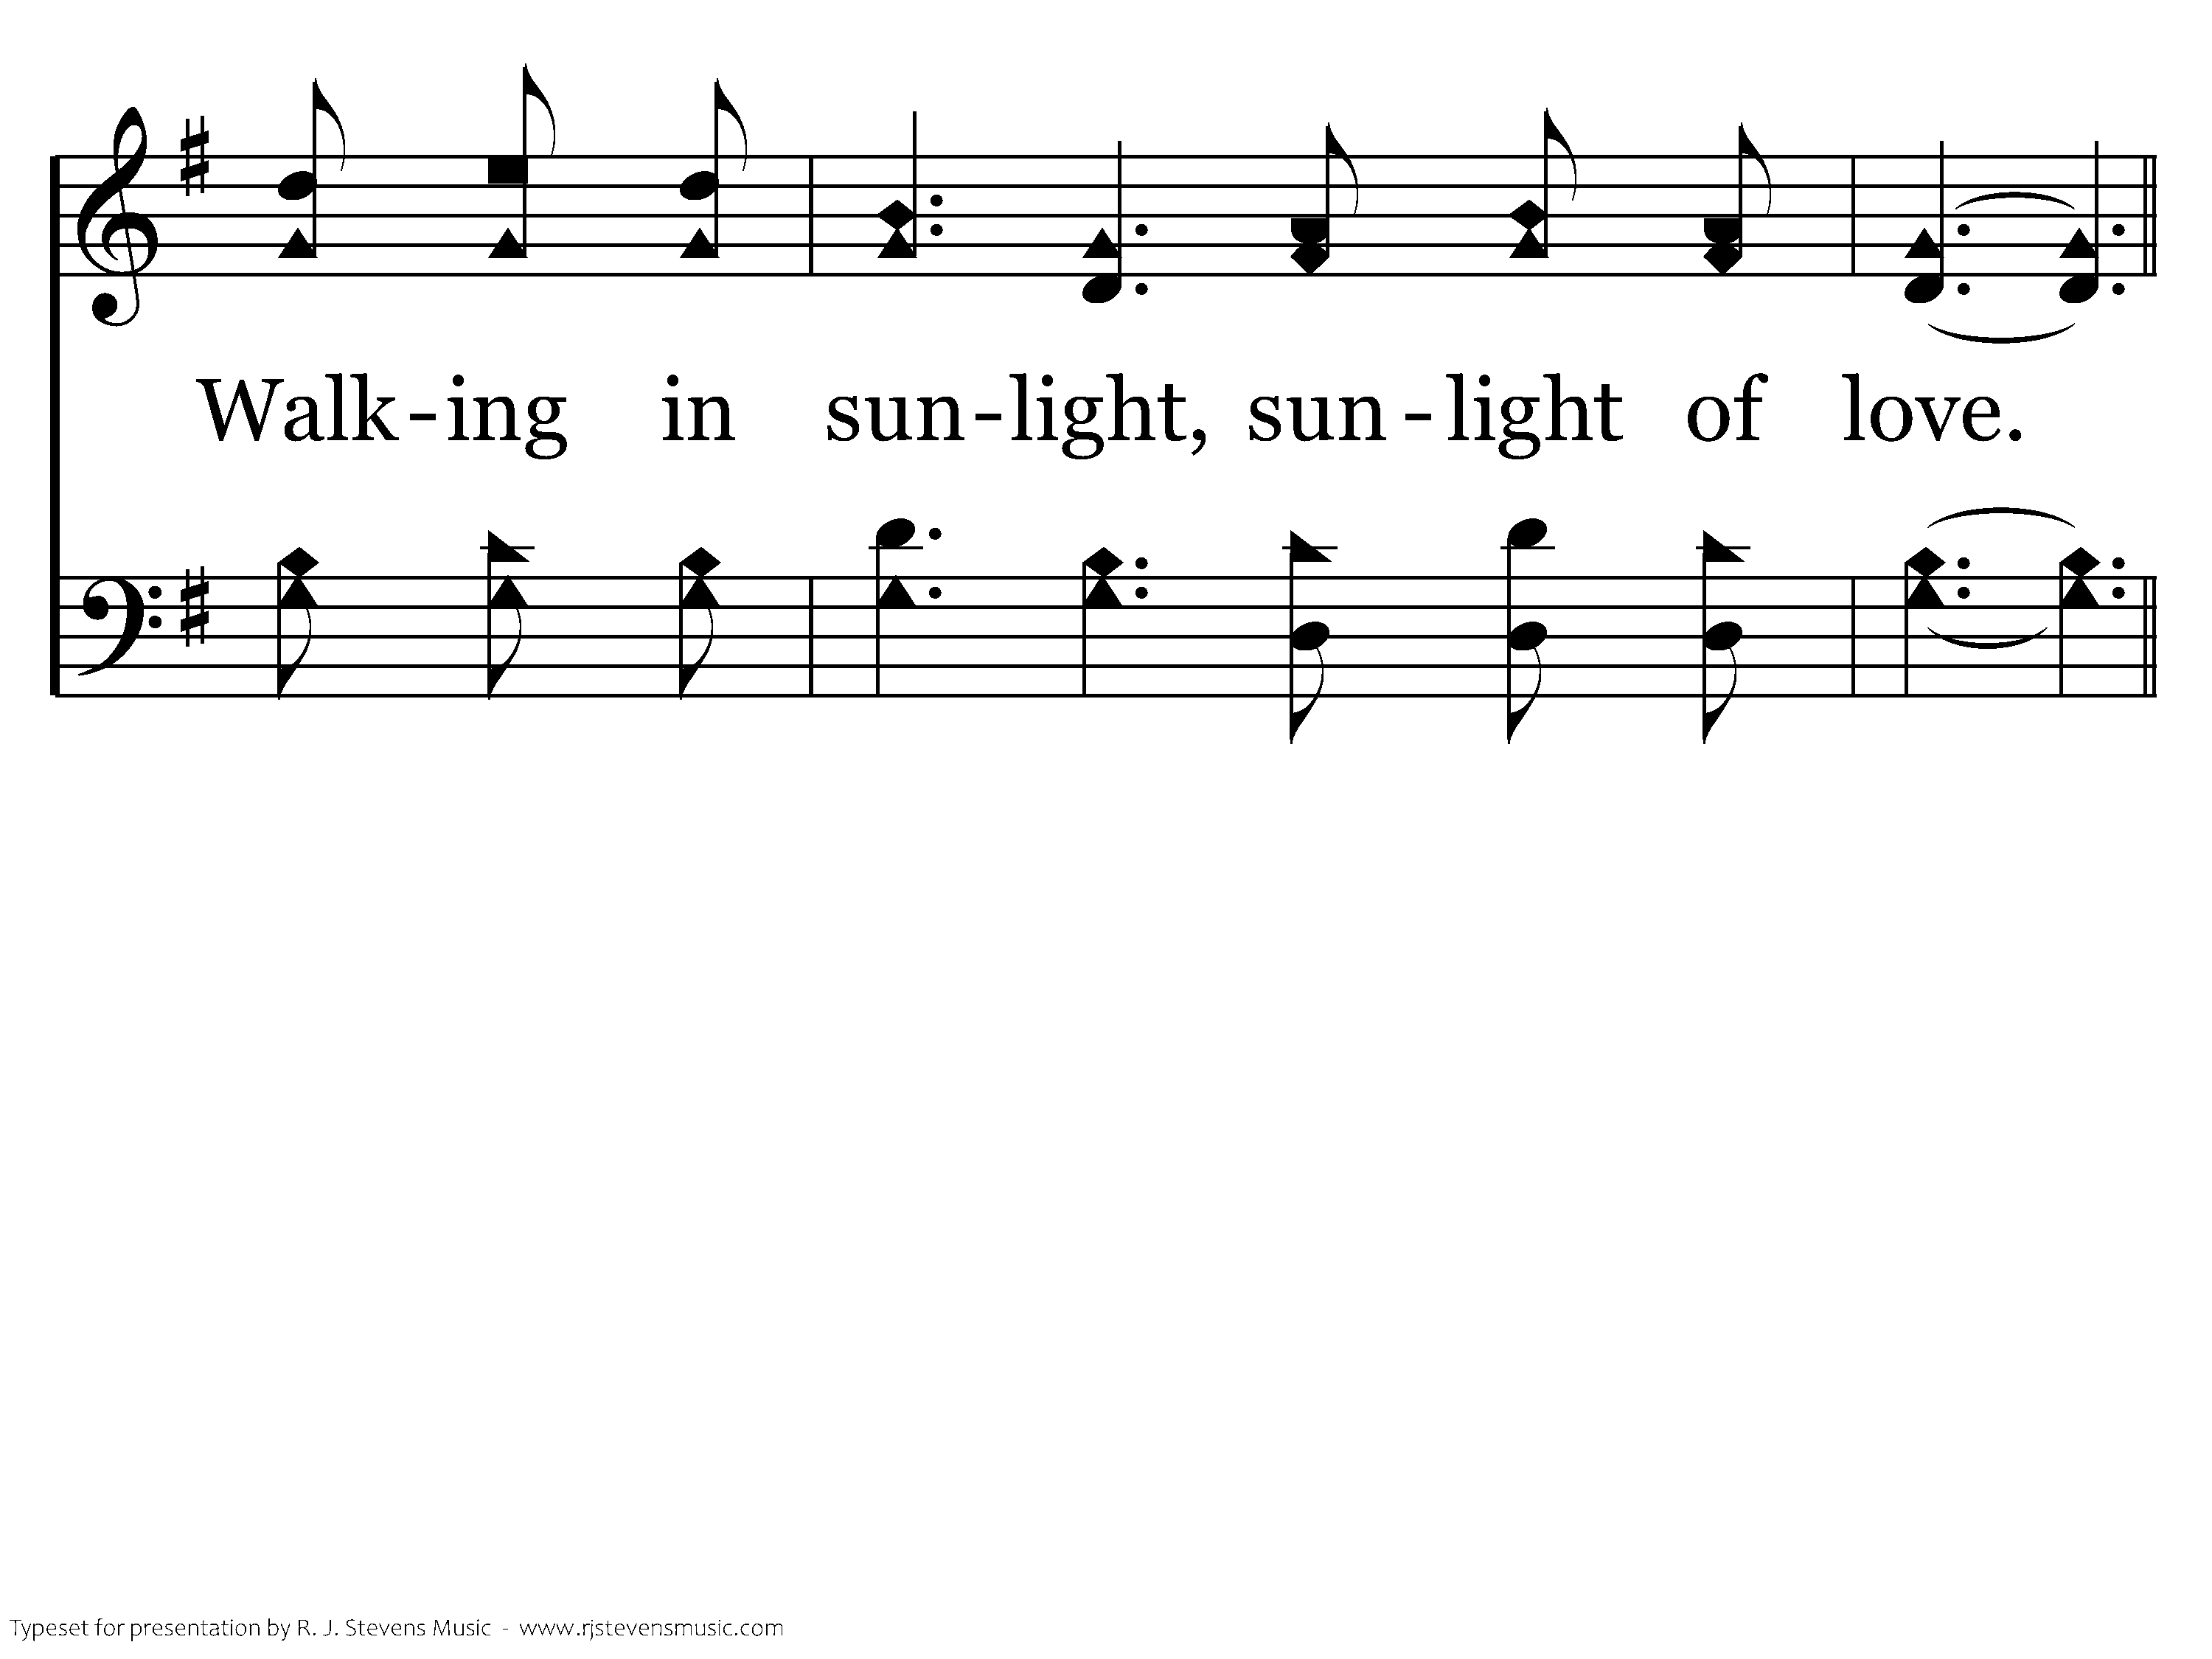 Walk-ing in sun-light, sun-light of love.
Typeset for presentation by R. J. Stevens Music - www.rjstevensmusic.com